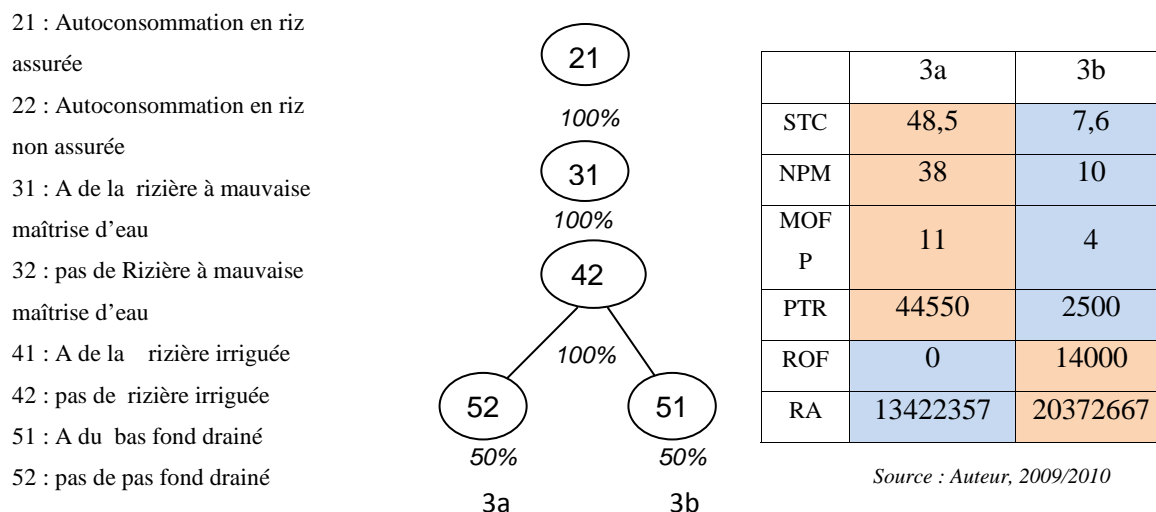 21 : Autoconsommation en riz
assurée
22 : Autoconsommation en riz
non assurée
31 : A de la rizière à mauvaise
maîtrise d'eau
32 : pas de Rizière à mauvaise
maîtrise d'eau
41 : A de la rizière irriguée
42 : pas de rizière irriguée
51 : A du bas fond drainé
52 : pas de pas fond drainé
21
100%
31
100%
42
100%
52 51
50% 50%
3a 3b
3a 3b
STC 48,5 7,6
NPM 38 10
MOF
P 11 4
PTR 44550 2500
ROF 0 14000
RA 13422357 20372667
Source : Auteur, 2009/2010